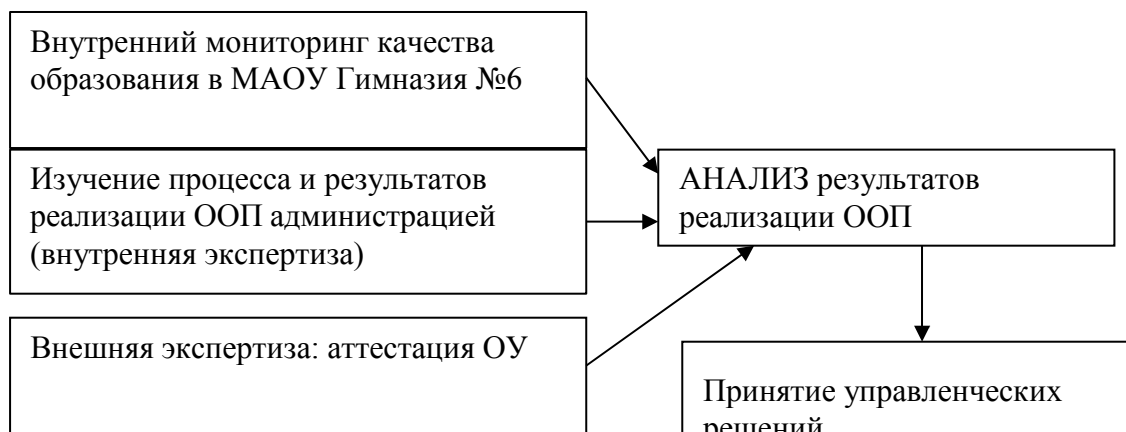 Внутренний мониторинг качества
образования в МАОУ Гимназия №6
Изучение процесса и результатов
реализации ООП администрацией
(внутренняя экспертиза)
АНАЛИЗ результатов
реализации ООП
Внешняя экспертиза: аттестация ОУ
Принятие управленческих
решений